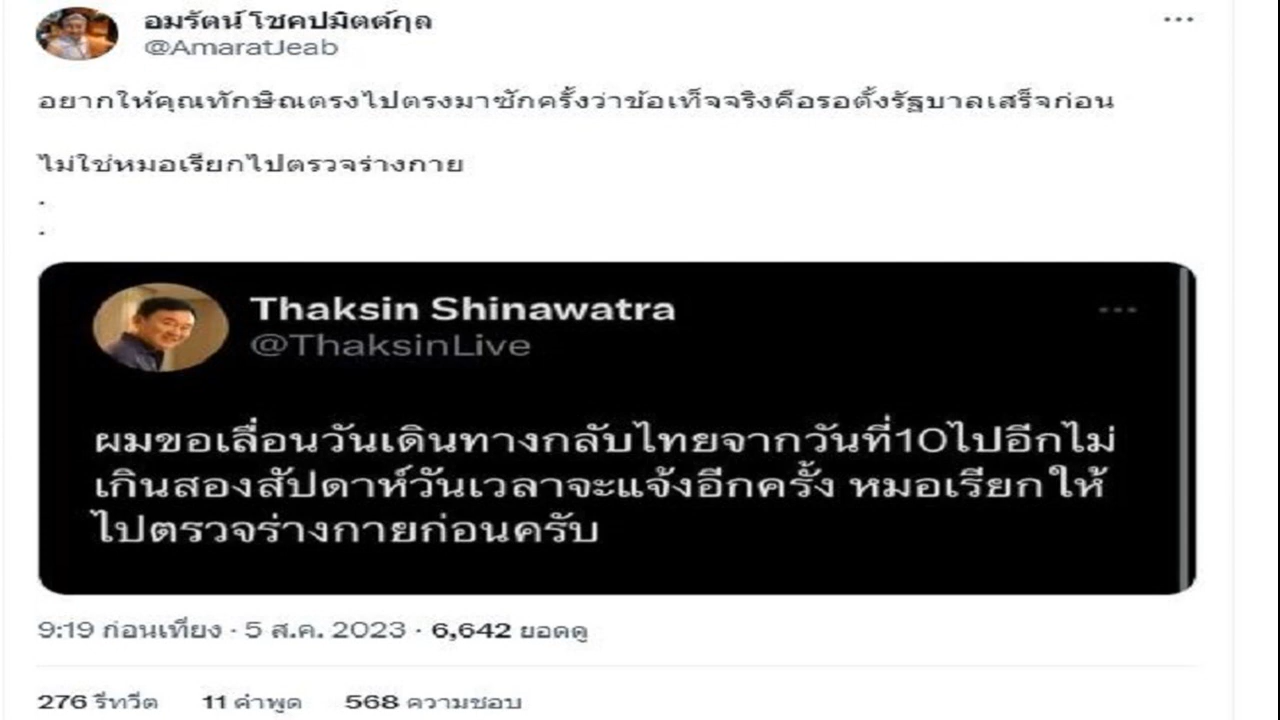 อมรัตน์ โชคปมิตต์กุล
@AmaratJeab
อยากให้คุณทักษิณตรงไปตรงมาซักครั้งว่าข้อเท็จจริงคือรอตั้งรัฐบาลเสร็จก่อน
ไม่ใช่หมอเรียกไปตรวจร่างกาย
.
.
Thaksin Shinawatra
@ThaksinLive
ผมขอเลื่อนวันเดินทางกลับไทยจากวันที่10ไปอีกไม่
เกินสองสัปดาห์วันเวลาจะแจ้งอีกครั้ง หมอเรียกให้
ไปตรวจร่างกายก่อนครับ
9:19 ก่อนเที่ยง · 5 ส.ค. 2023 · 6,642 ยอดดู
276 รีทวีต 11 คำพูด 568 ความชอบ